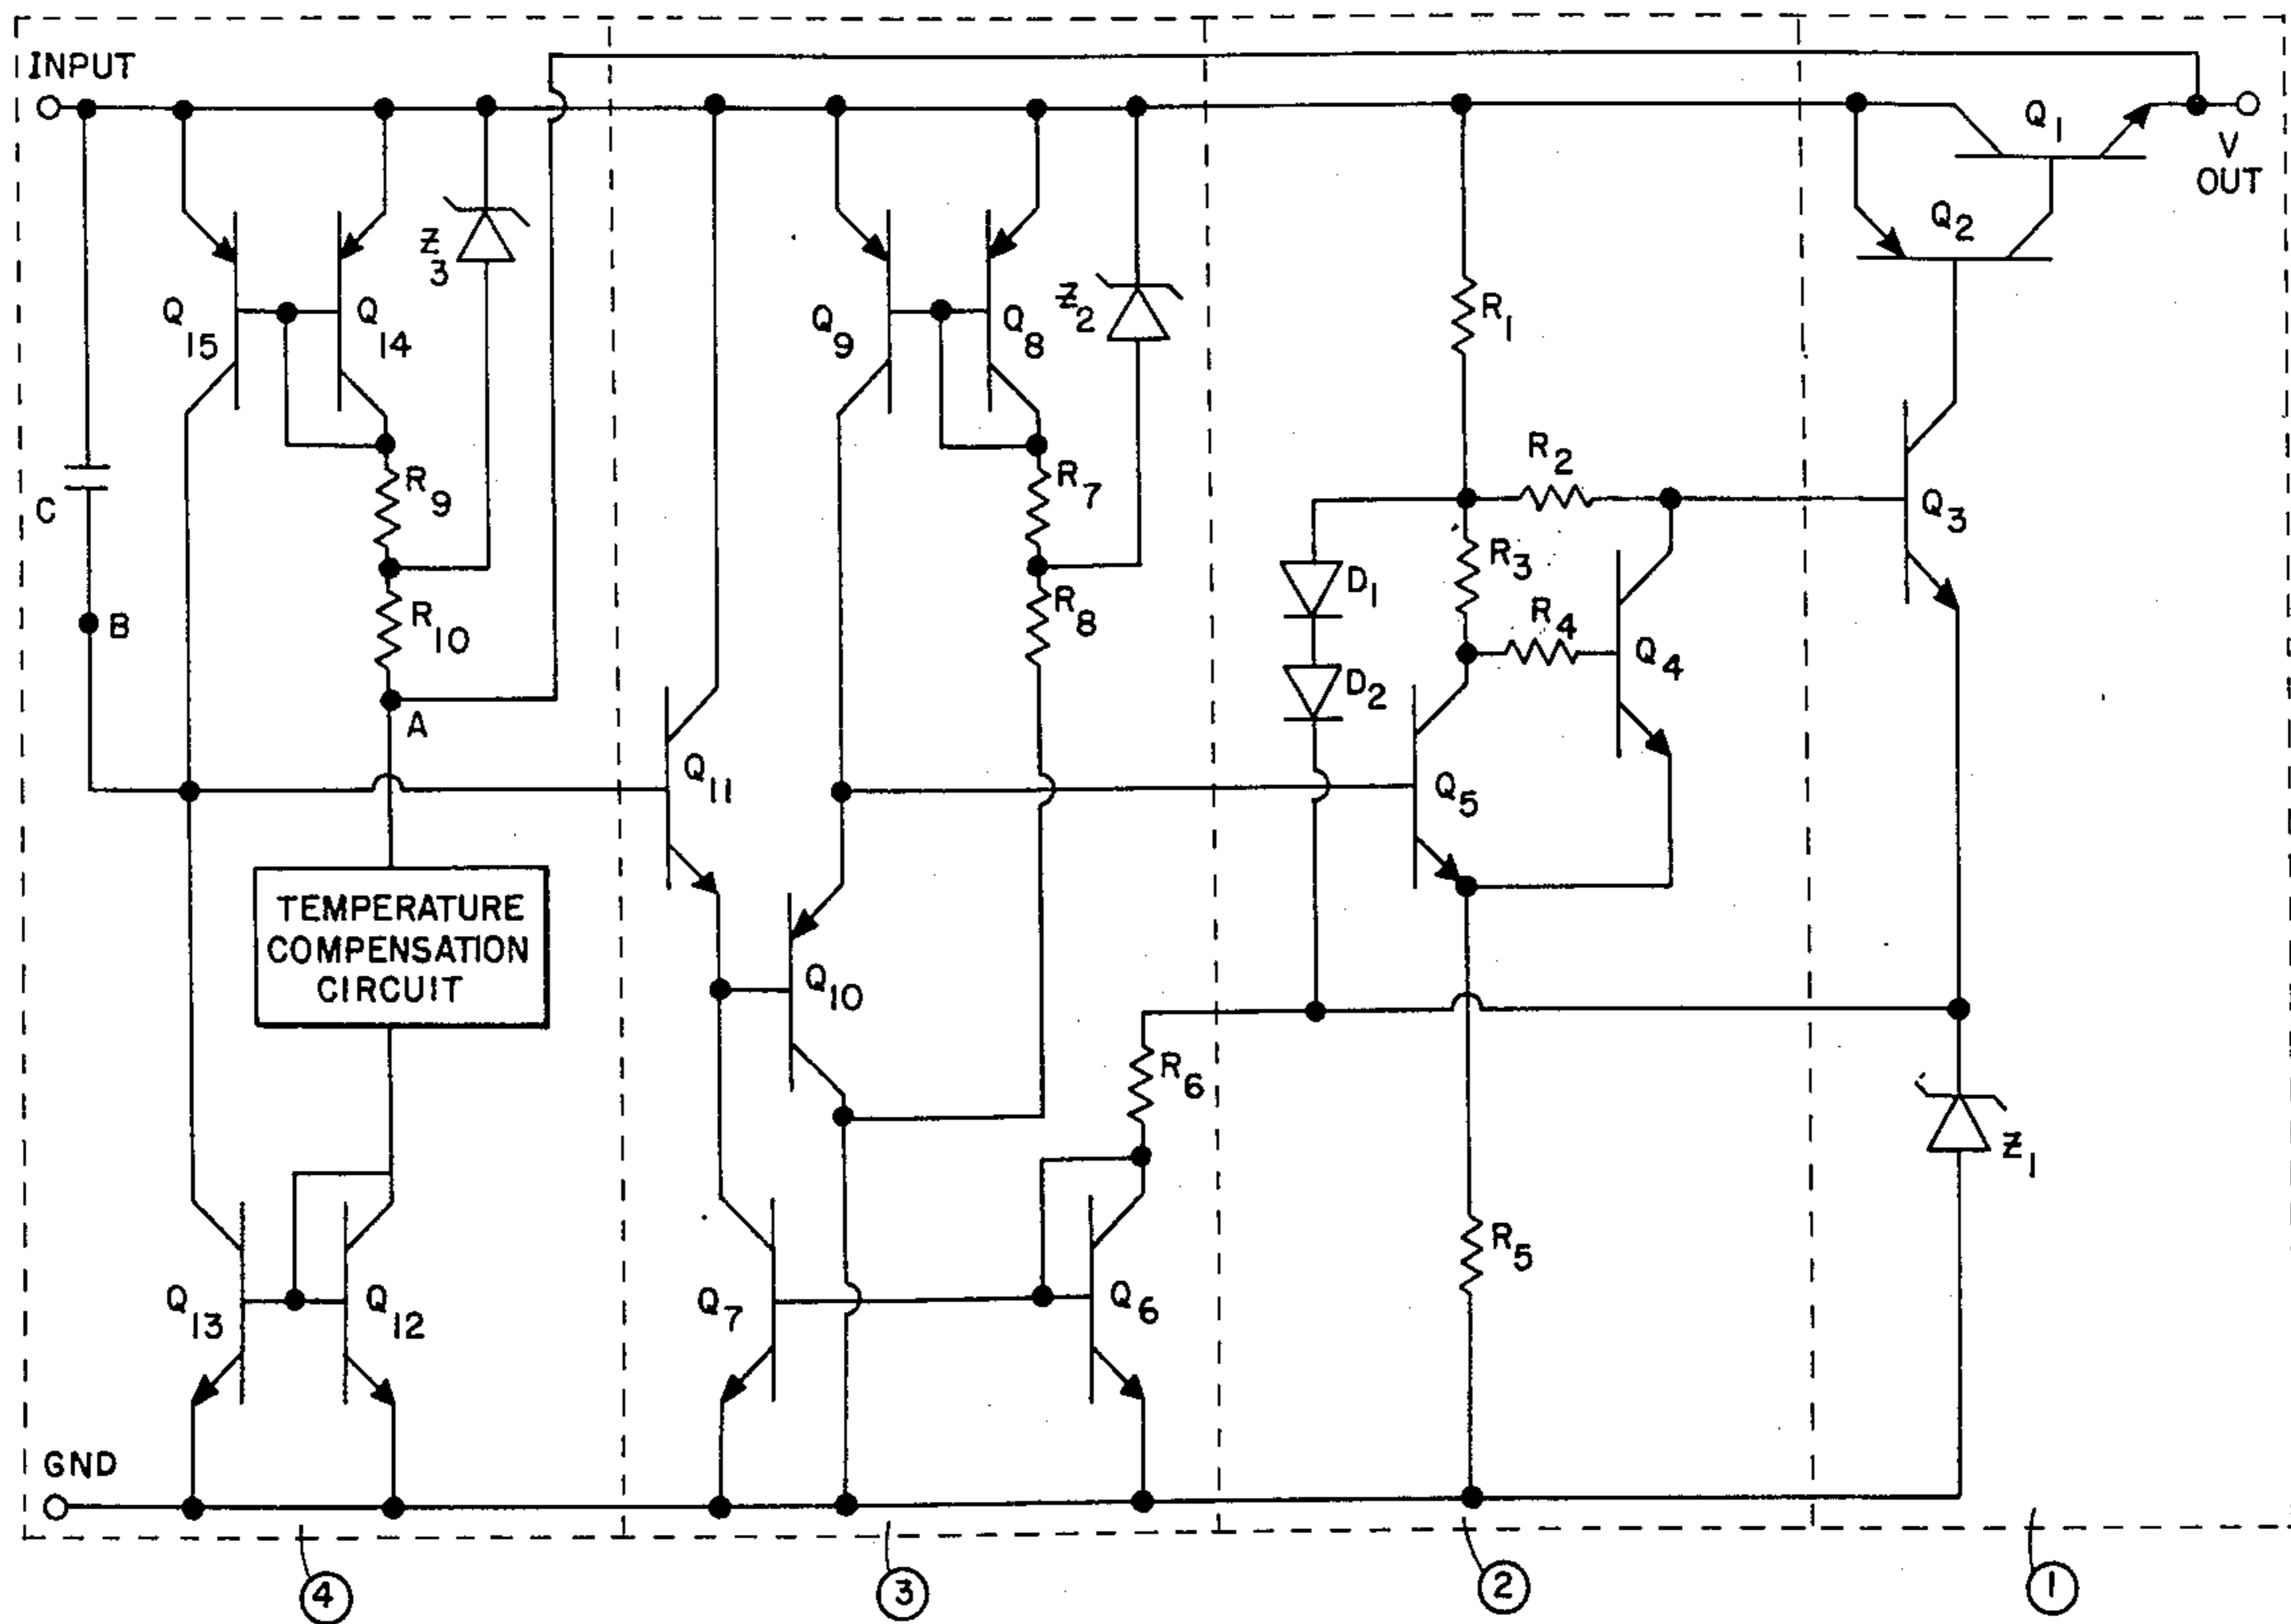 INPUT
Q1
V
OUT
Q2
Z3
Q15
Q14
Q9
Q8
Z2
R1
R9
R7
R2
Q3
C
D1
R3
R4
B
R10
R8
Q4
D2
A
Q11
Q5
TEMPERATURE
COMPENSATION
CIRCUIT
Q10
R6
Z1
R5
Q13
Q12
Q7
Q6
GND
4
3
2
1